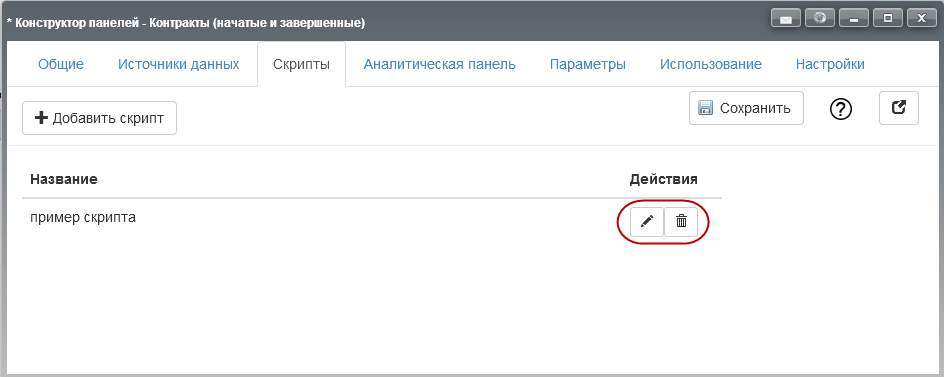 * Конструктор панелей - Контракты (начатые и завершенные)
Общие Источники данных Скрипты Аналитическая панель Параметры Использование Настройки
Добавить скрипт Сохранить ?
Название Действия
пример скрипта